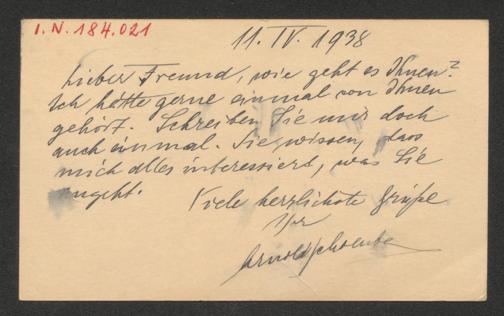 I.N. 184.021
11. IV. 1938
Lieber Freund, wie geht es Ihnen?
Ich hätte gerne einmal von Ihnen
gehört. Schreiben Sie mir doch
auch einmal. Sie wissen, dass
mich alles interessiert, was Sie
angeht.
Viele herzlichste Grüße
Ihr
Arnold Schoenberg